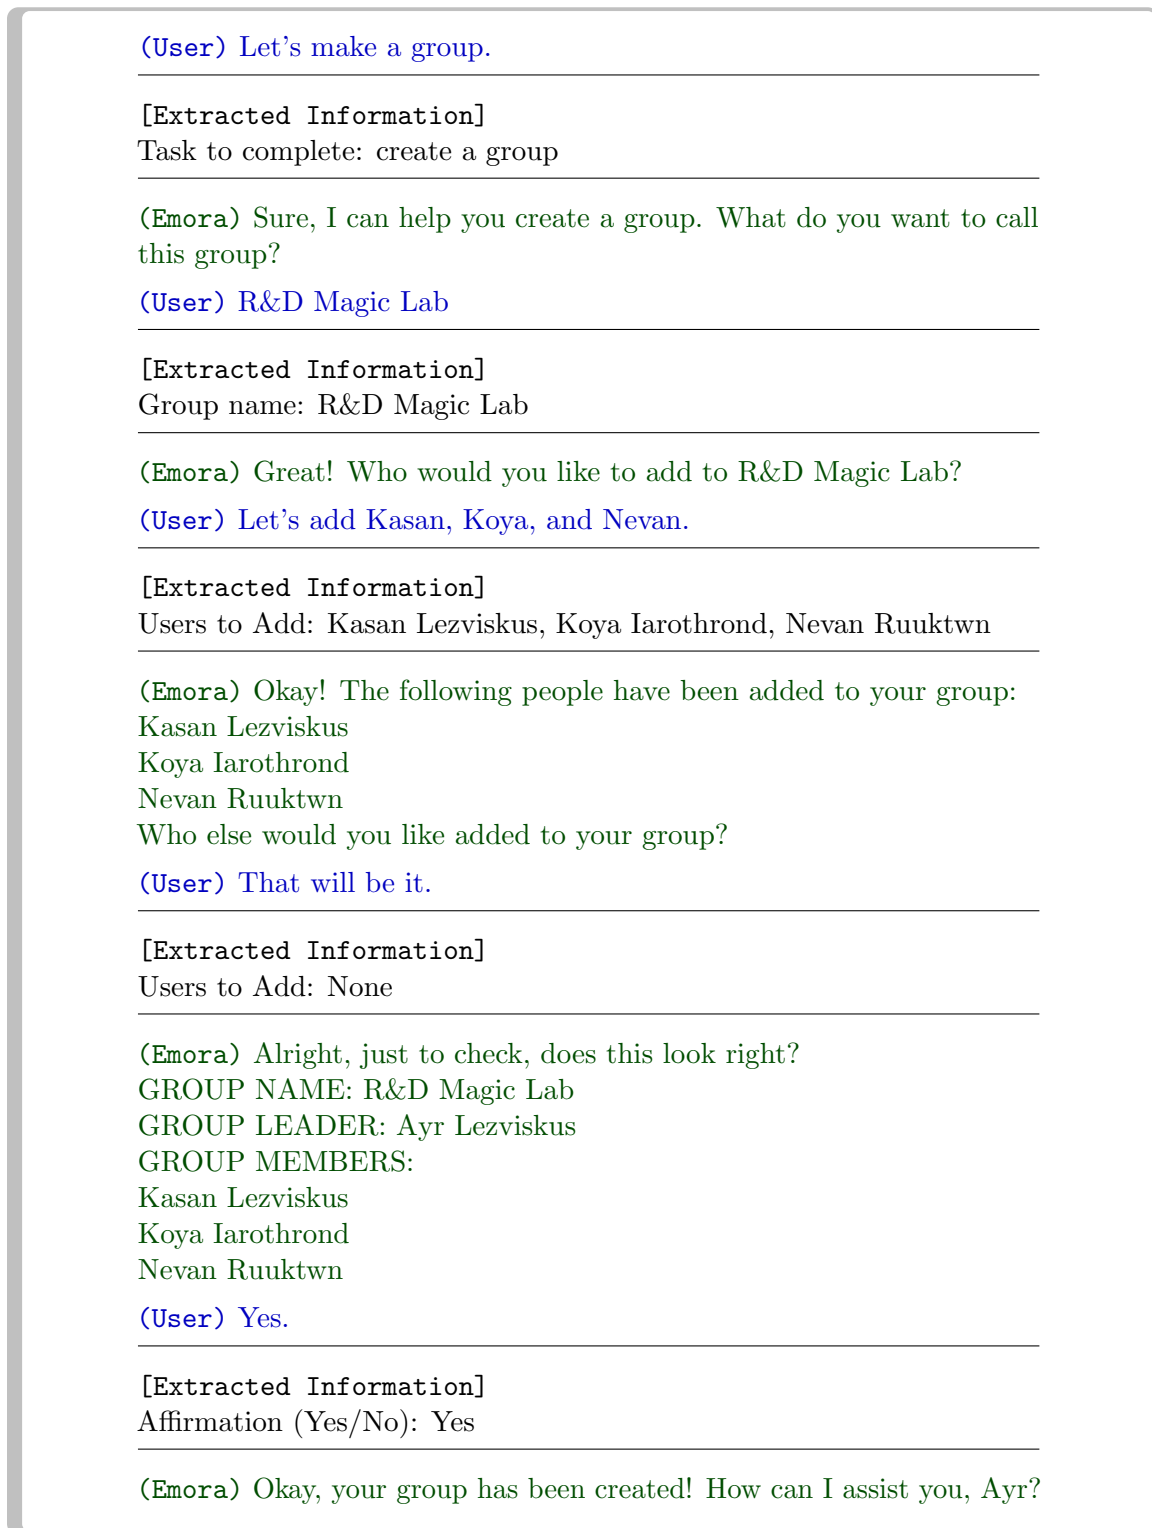 (User) Let's make a group.
[Extracted Information]
Task to complete: create a group
(Emora) Sure, I can help you create a group. What do you want to call
this group?
(User) R&D Magic Lab
[Extracted Information]
Group name: R&D Magic Lab
(Emora) Great! Who would you like to add to R&D Magic Lab?
(User) Let's add Kasan, Koya, and Nevan.
[Extracted Information]
Users to Add: Kasan Lezviskus, Koya Iarothrond, Nevan Ruuktwn
(Emora) Okay! The following people have been added to your group:
Kasan Lezviskus
Koya Iarothrond
Nevan Ruuktwn
Who else would you like added to your group?
(User) That will be it.
[Extracted Information]
Users to Add: None
(Emora) Alright, just to check, does this look right?
GROUP NAME: R&D Magic Lab
GROUP LEADER: Ayr Lezviskus
GROUP MEMBERS:
Kasan Lezviskus
Koya Iarothrond
Nevan Ruuktwn
(User) Yes.
[Extracted Information]
Affirmation (Yes/No): Yes
(Emora) Okay, your group has been created! How can I assist you, Ayr?